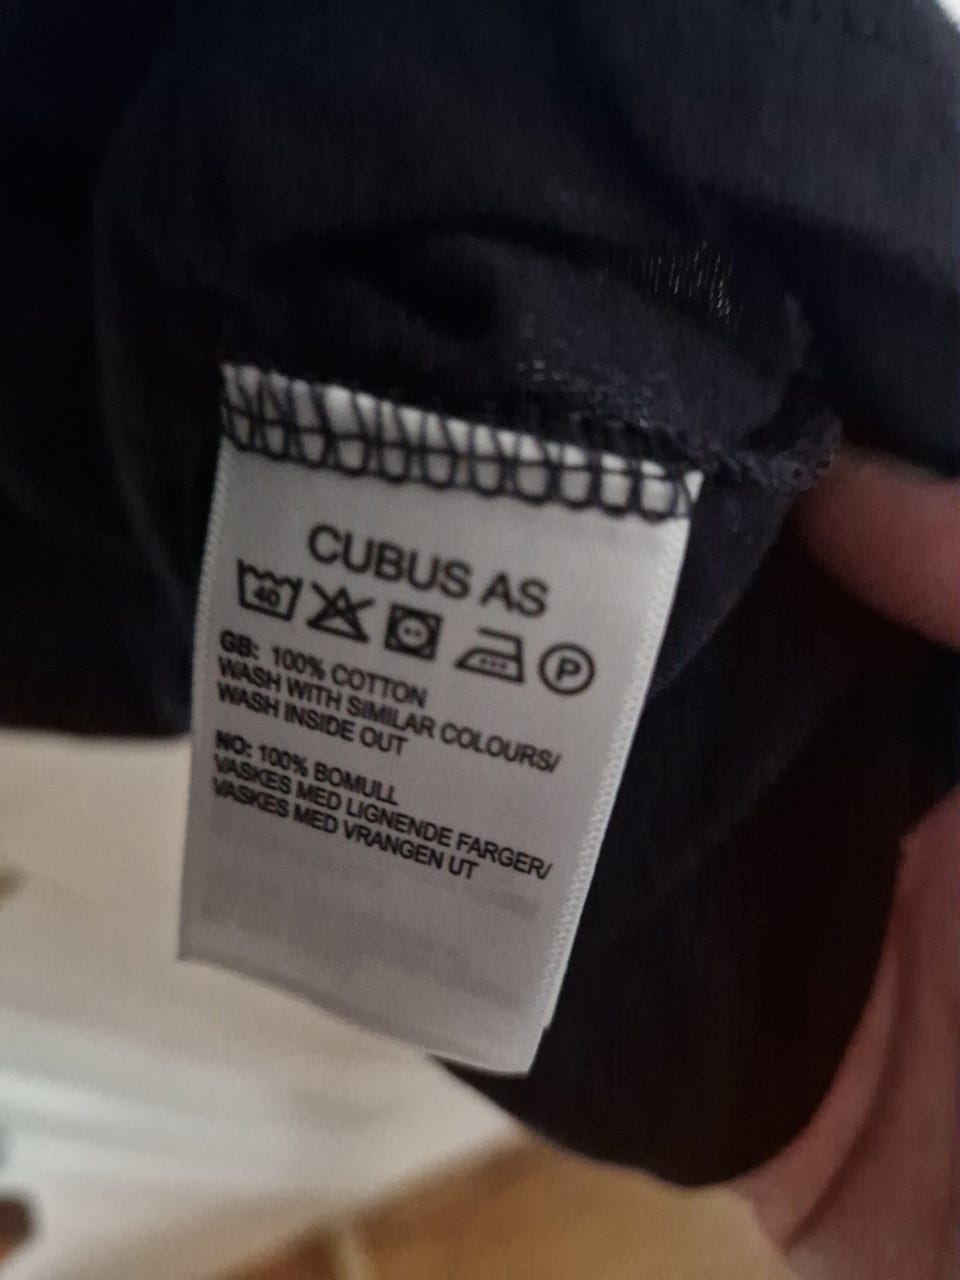 CUBUS AS
40 P
GB: 100% COTTON
WASH WITH SIMILAR COLOURS/
WASH INSIDE OUT
NO: 100% BOMULL
VASKES MED LIGNENDE FARGER/
VASKES MED VRANGEN UT